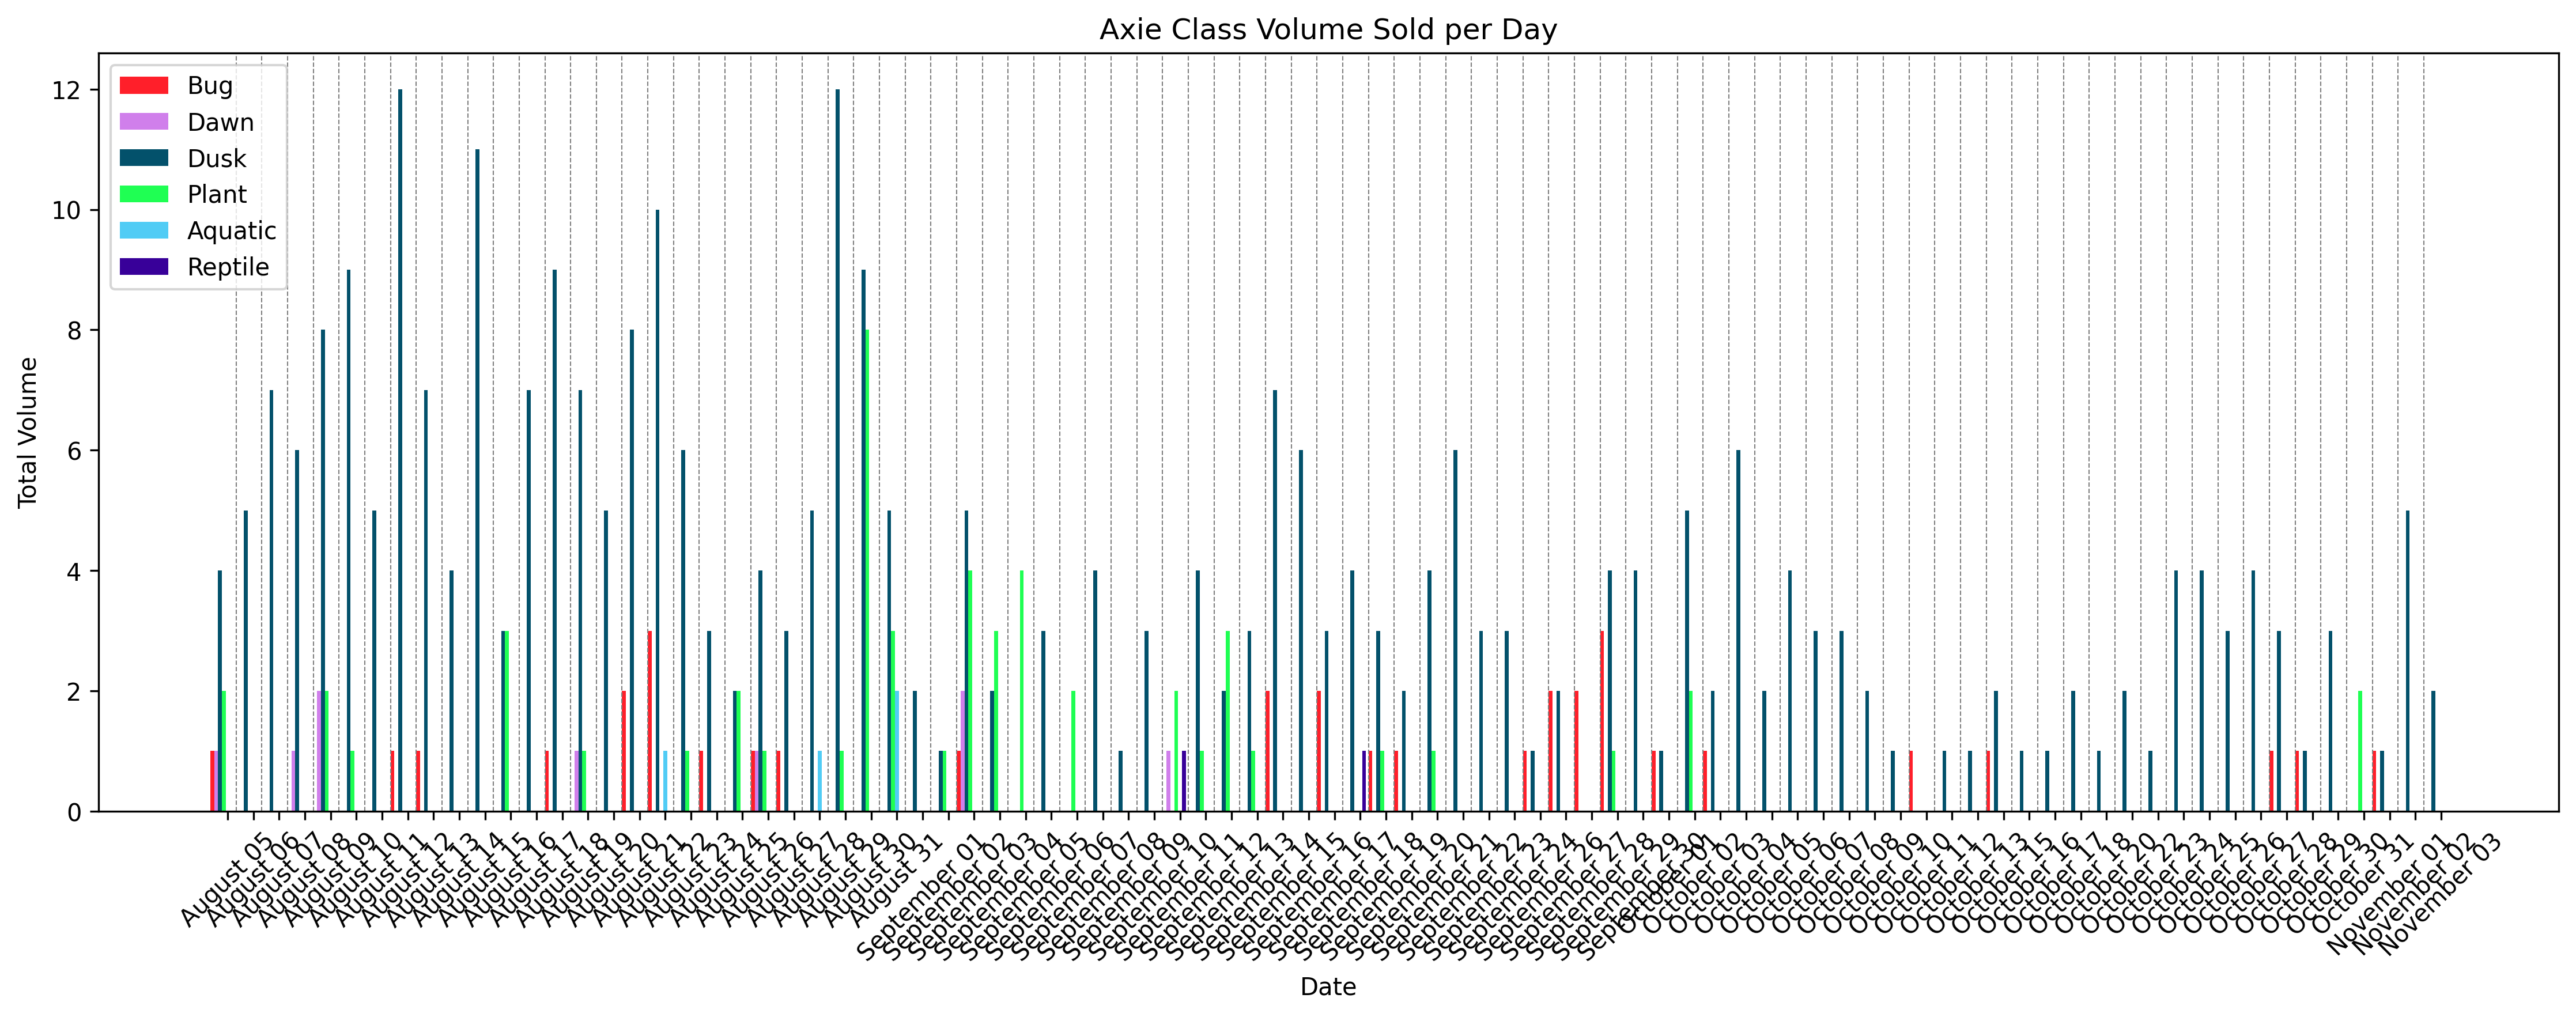 Axie Class Volume Sold per Day
Bug
Dawn
Dusk
Plant
Aquatic
Reptile
Total Volume
12
10
8
6
4
2
0
August 05
August 06
August 07
August 08
August 09
August 10
August 11
August 12
August 13
August 14
August 15
August 16
August 17
August 18
August 19
August 20
August 21
August 22
August 23
August 24
August 25
August 26
August 27
August 28
August 29
August 30
August 31
September 01
September 02
September 03
September 04
September 05
September 06
September 07
September 08
September 09
September 10
September 11
September 12
September 13
September 14
September 15
September 16
September 17
September 18
September 19
September 20
September 21
September 22
September 23
September 24
September 26
September 27
September 28
September 29
September 30
October 01
October 02
October 03
October 04
October 05
October 06
October 07
October 08
October 09
October 10
October 11
October 12
October 13
October 15
October 16
October 17
October 18
October 20
October 22
October 23
October 24
October 25
October 26
October 27
October 28
October 29
October 30
October 31
November 01
November 02
November 03
Date